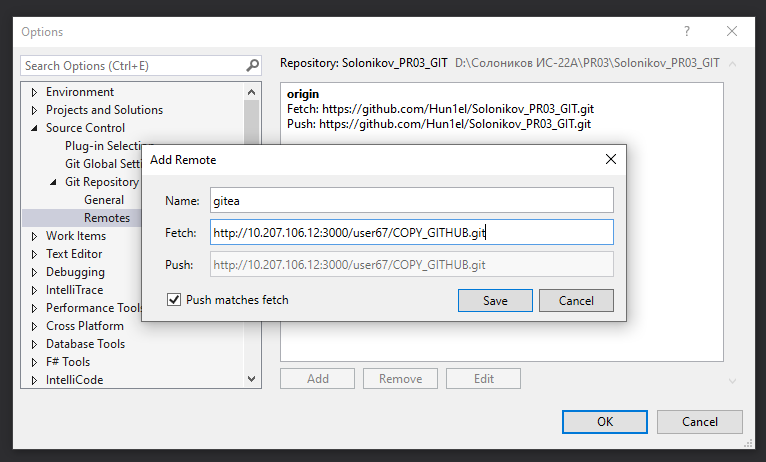 Options
Search Options (Ctrl+E)
Environment
Projects and Solutions
Source Control
Plug-in Selection
Git Global Setti
Git Repository
General
Remotes
Work Items
Text Editor
Debugging
IntelliTrace
Performance Tools
Cross Platform
Database Tools
F# Tools
IntelliCode
Repository: Solonikov_PR03_GIT D:\Солоников ИС-22А\PR03\Solonikov_PR03_GIT
origin
Fetch: https://github.com/Hun1el/Solonikov_PR03_GIT.git
Push: https://github.com/Hun1el/Solonikov_PR03_GIT.git
Add Remote
Name: gitea
Fetch: http://10.207.106.12:3000/user67/COPY_GITHUB.git
Push: http://10.207.106.12:3000/user67/COPY_GITHUB.git
Push matches fetch
Save Cancel
Add Remove Edit
OK Cancel